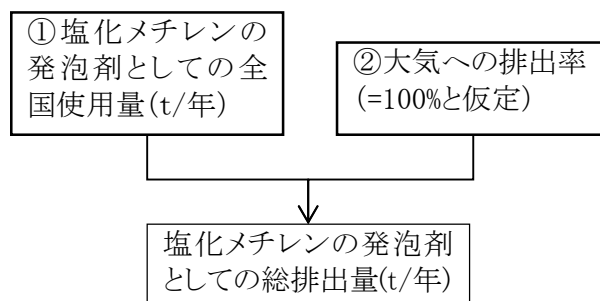 ①塩化メチレンの
発泡剤としての全
国使用量(t/年)
②大気への排出率
(=100%と仮定)
塩化メチレンの発泡剤
としての総排出量(t/年)